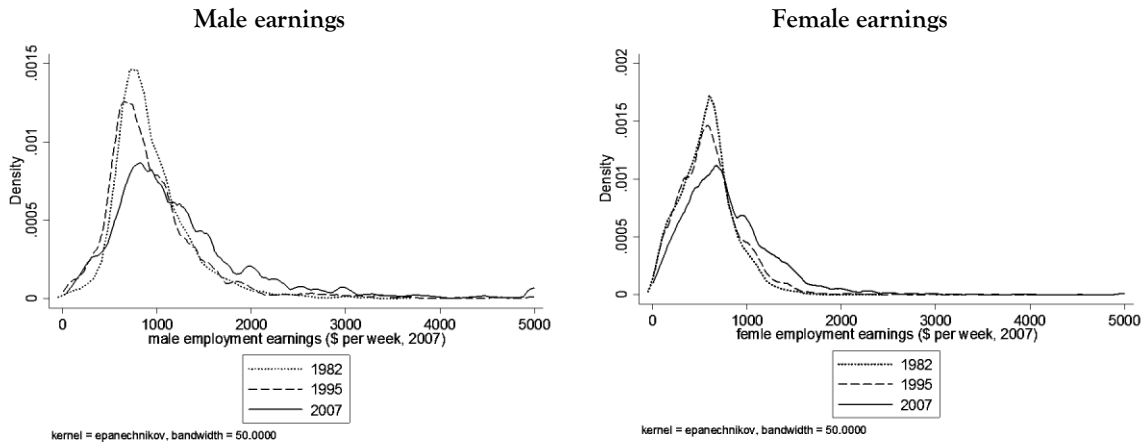 Male earnings
Density
.0015
.001
.0005
0
0 1000 2000 3000 4000 5000
male employment earnings ($ per week, 2007)
1982
1995
2007
kernel = epanechnikov, bandwidth = 50.0000
Female earnings
Density
.002
.0015
.001
.0005
0
0 1000 2000 3000 4000 5000
femle employment earnings ($ per week, 2007)
1982
1995
2007
kernel = epanechnikov, bandwidth = 50.0000